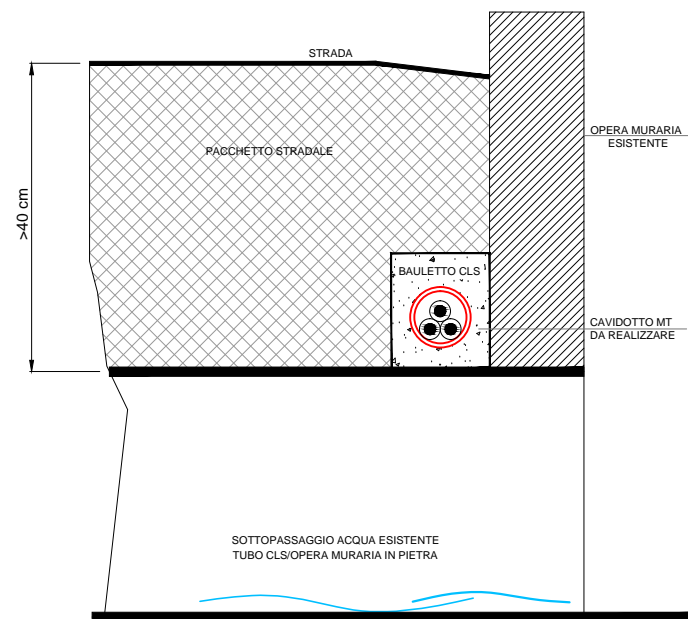 STRADA
OPERA MURARIA
ESISTENTE
PACCHETTO STRADALE
>40 cm
BAULETTO CLS
CAVIDOTTO MT
DA REALIZZARE
SOTTOPASSAGGIO ACQUA ESISTENTE
TUBO CLS/OPERA MURARIA IN PIETRA